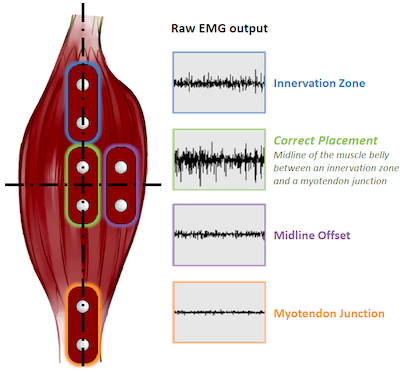 Raw EMG output
Innervation Zone
Correct Placement
Midline of the muscle belly
between an innervation zone
and a myotendon junction
Midline Offset
Myotendon Junction